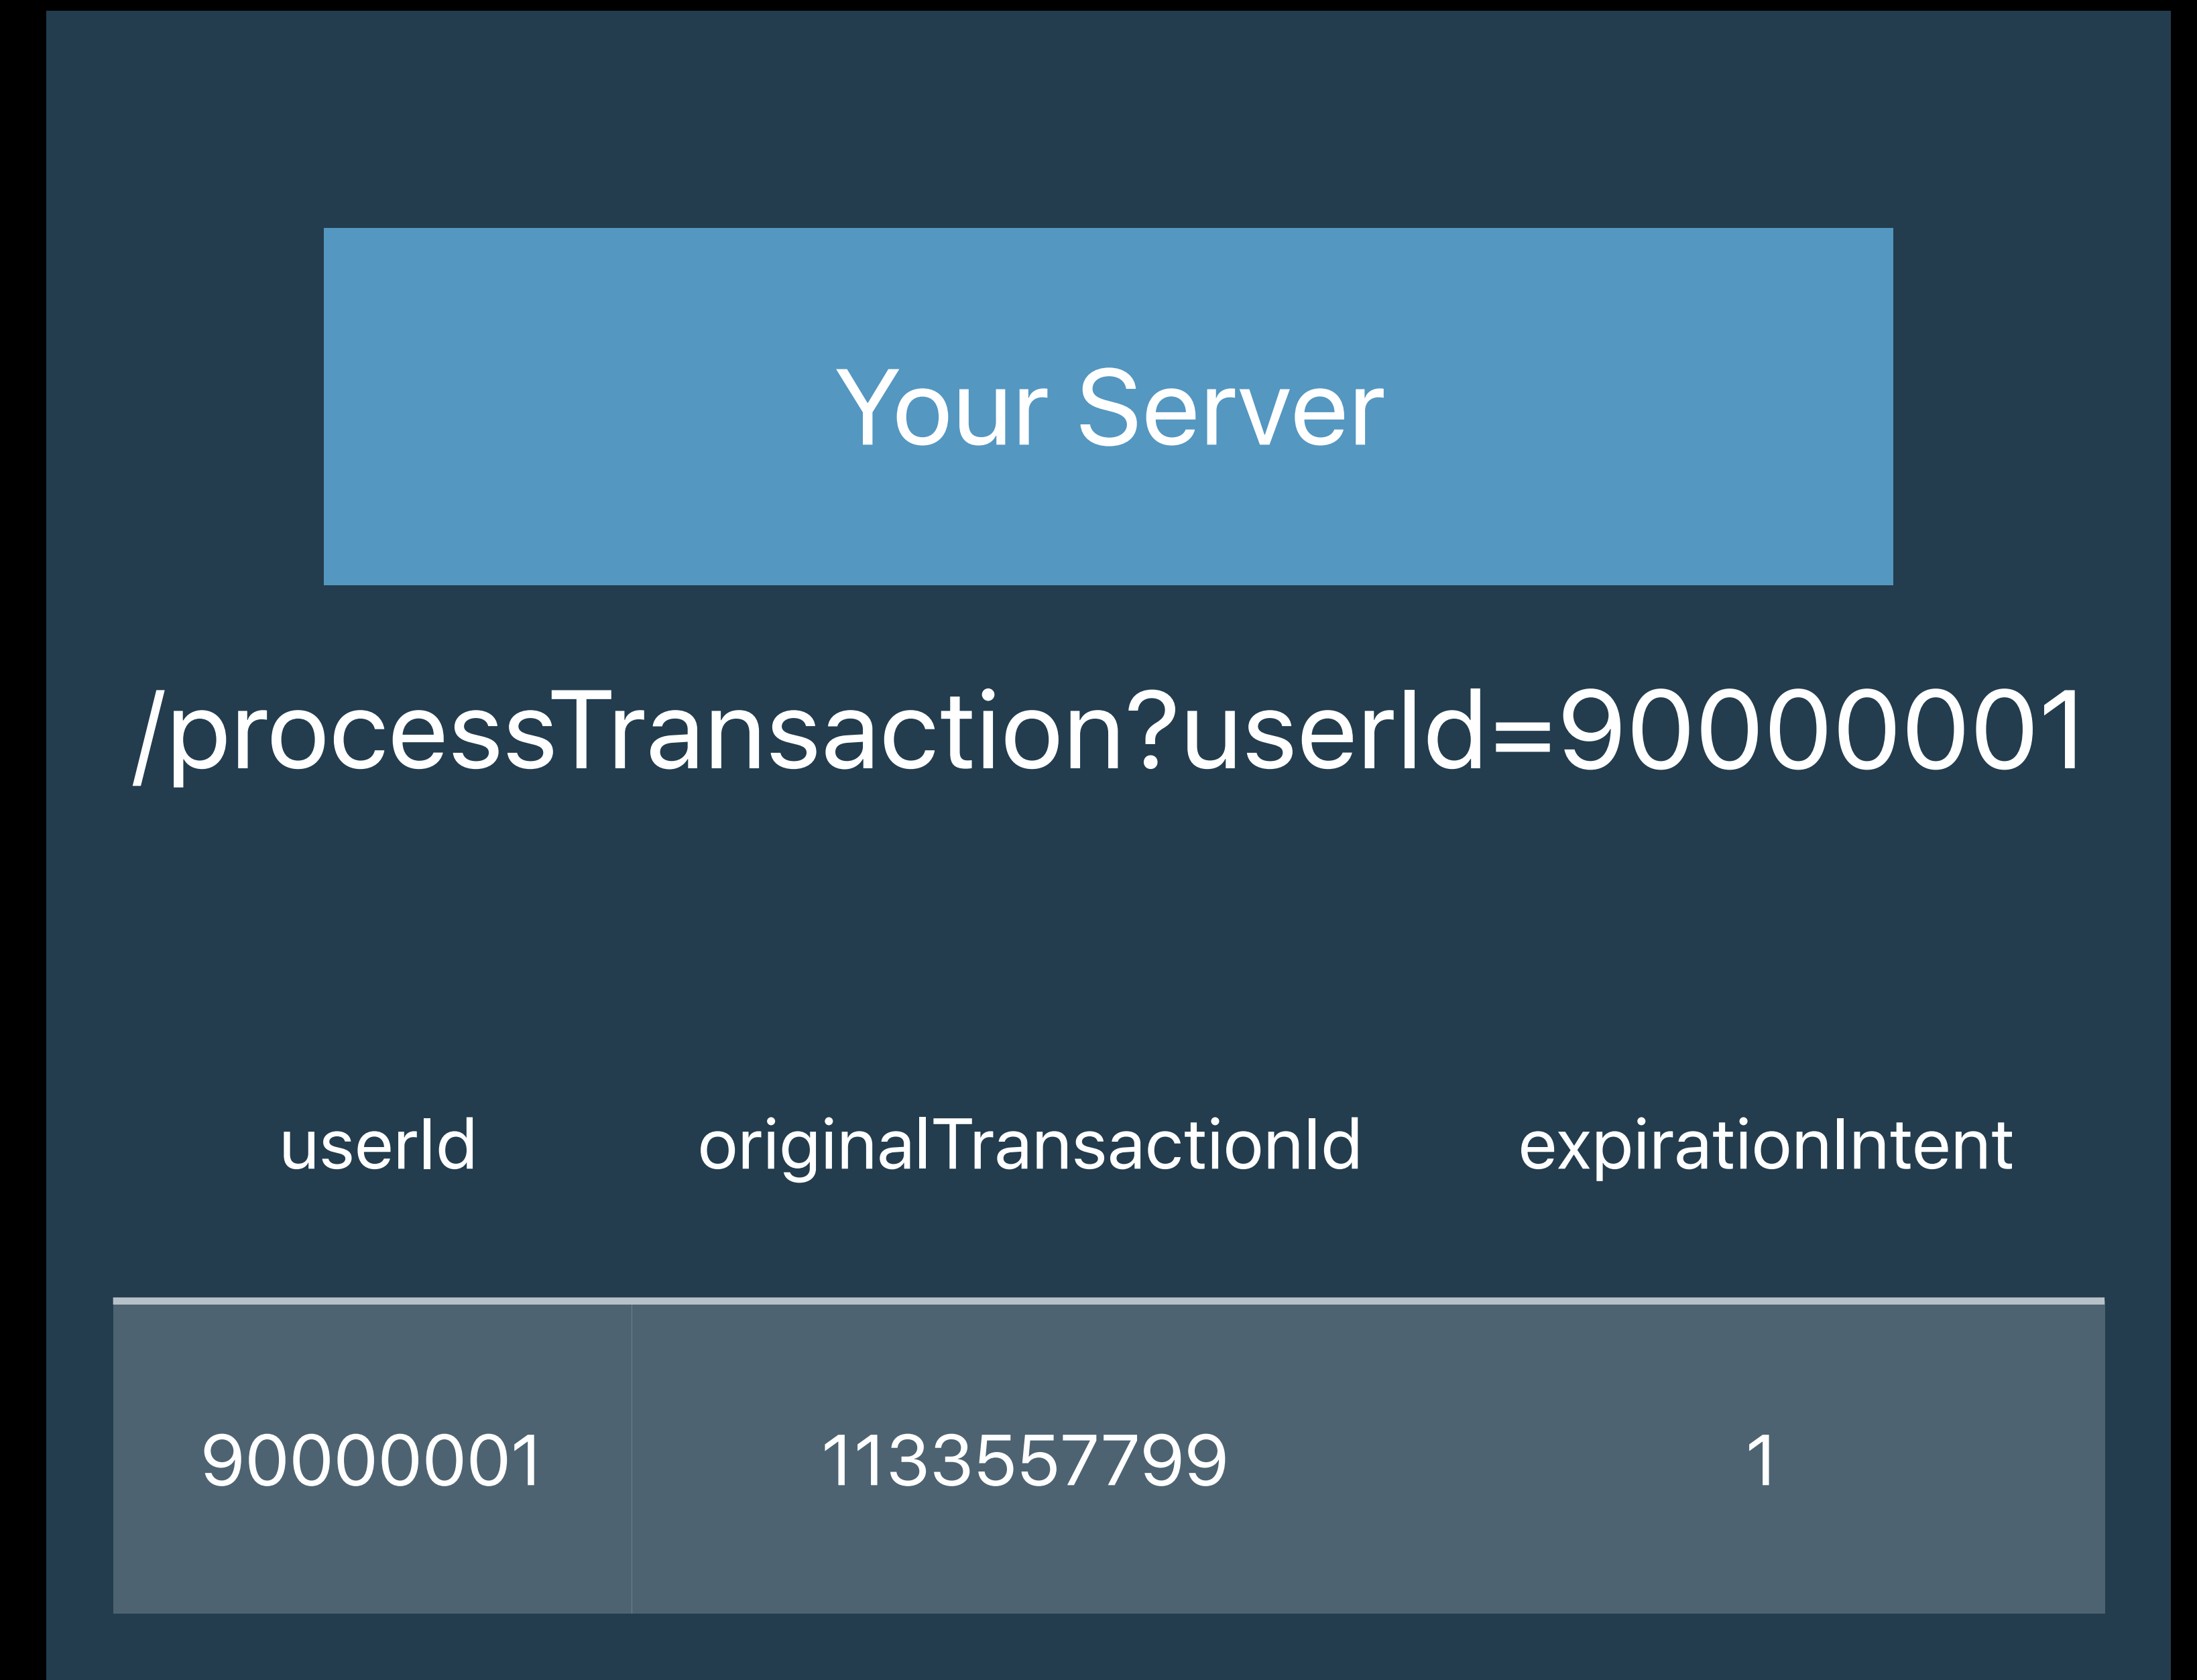 Your Server
/processTransaction?userId=90000001
userId originalTransactionId expirationIntent
90000001 1133557799 1